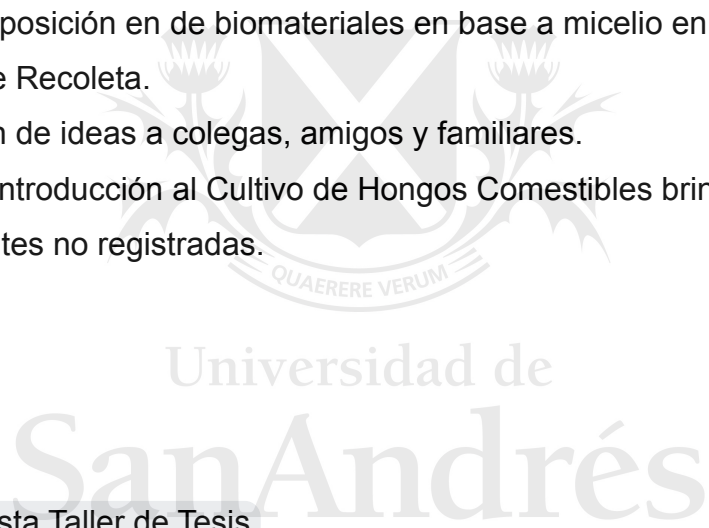 posición en de biomateriales en base a micelio en
e Recoleta.
n de ideas a colegas, amigos y familiares.
ntroducción al Cultivo de Hongos Comestibles brin
tes no registradas.
QUAERERE VERUM
Universidad de
SanAndrés
sta Taller de Tesis